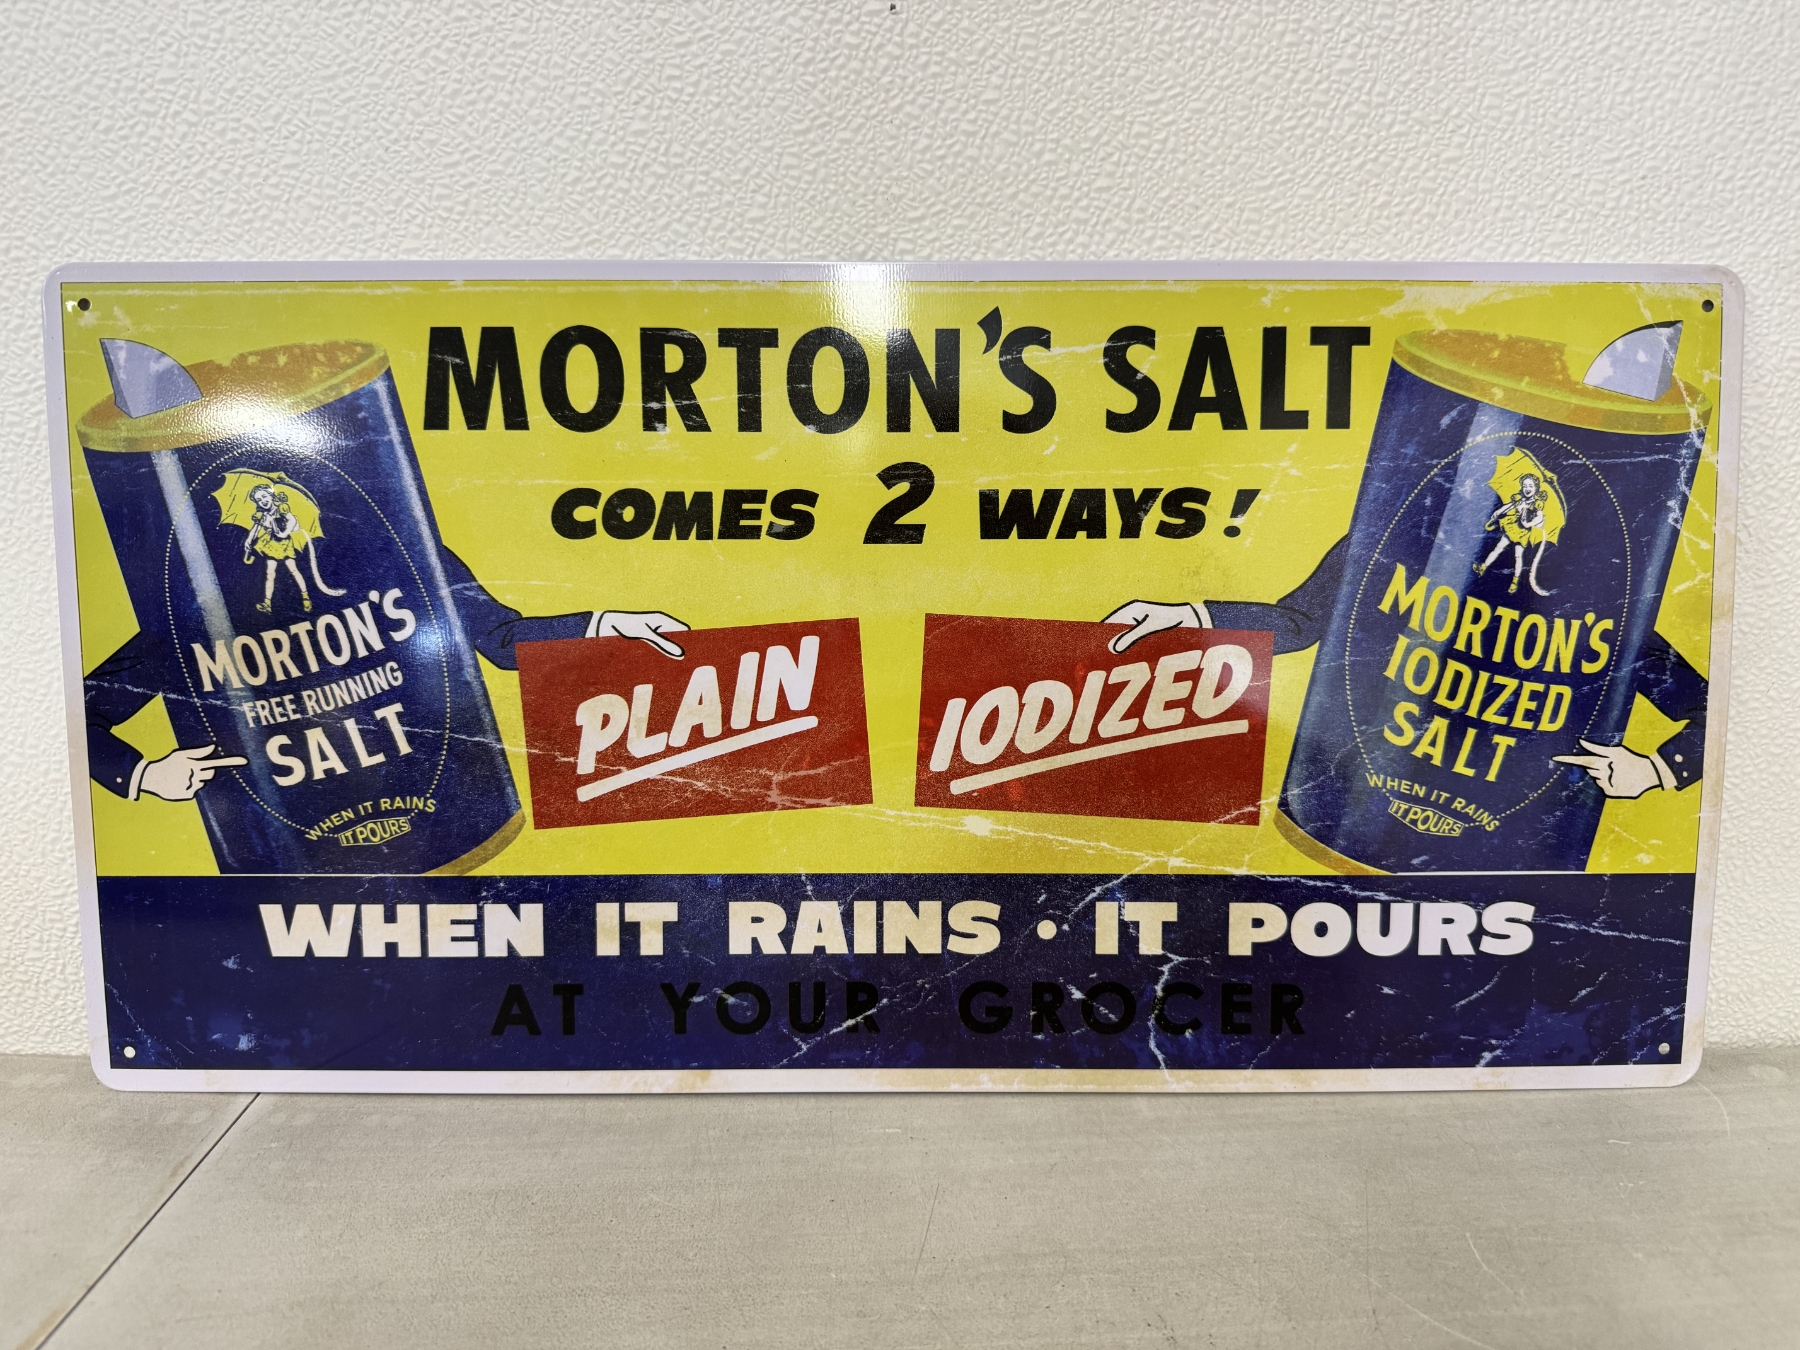 MORTON'S SALT
COMES 2 WAYS!
MORTON'S
FREE RUNNING
SALT
WHEN IT RAINS
IT POURS
PLAIN
IODIZED
MORTON'S
IODIZED
SALT
WHEN IT RAINS
IT POURS
WHEN IT RAINS • IT POURS
AT YOUR GROCER